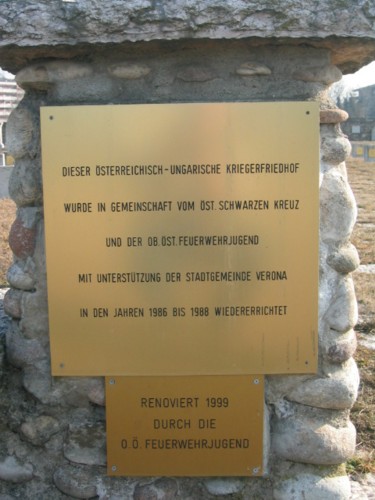 DIESER ÖSTERREICHISCH-UNGARISCHE KRIEGERFRIEDHOF
WURDE IN GEMEINSCHAFT VOM ÖST. SCHWARZEN KREUZ
UND DER OB.ÖST. FEUERWEHRJUGEND
MIT UNTERSTÜTZUNG DER STADTGEMEINDE VERONA
IN DEN JAHREN 1986 BIS 1988 WIEDERERRICHTET
RENOVIERT 1999
DURCH DIE
O.Ö. FEUERWEHRJUGEND